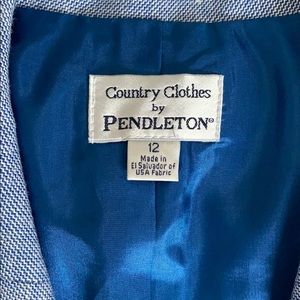 Country Clothes
by
PENDLETON®
12
Made in
El Salvador of
USA Fabric